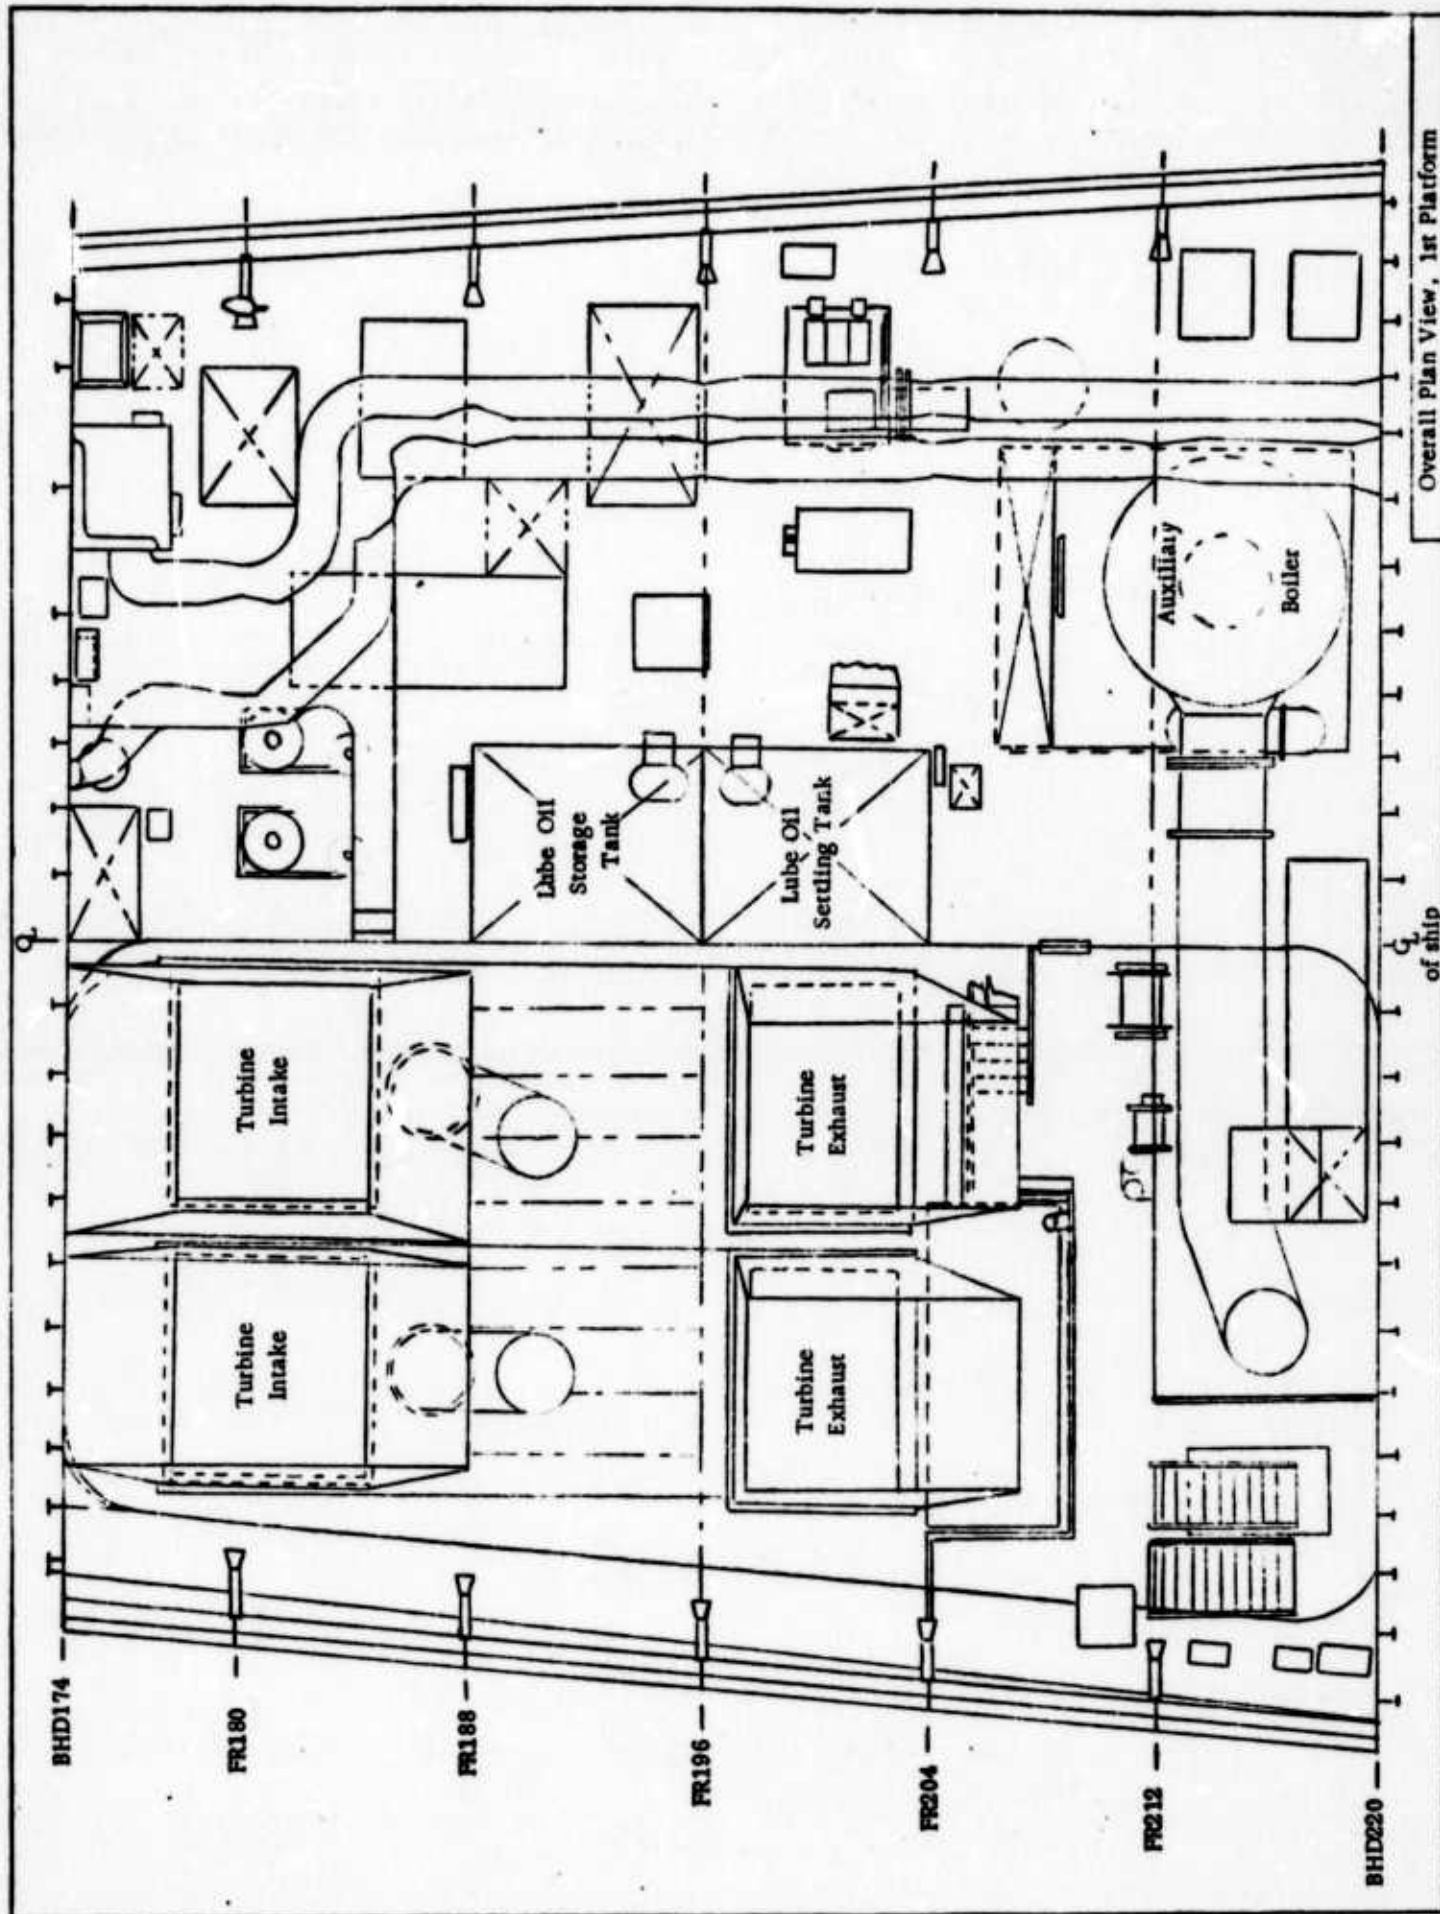 BHD174
FR180
FR188
FR196
FR204
FR212
BHD220
Turbine
Intake
Turbine
Intake
Turbine
Exhaust
Turbine
Exhaust
Lube Oil
Storage
Tank
Lube Oil
Settling Tank
Auxiliary
Boiler
℄
℄
of ship
Overall Plan View, 1st Platform